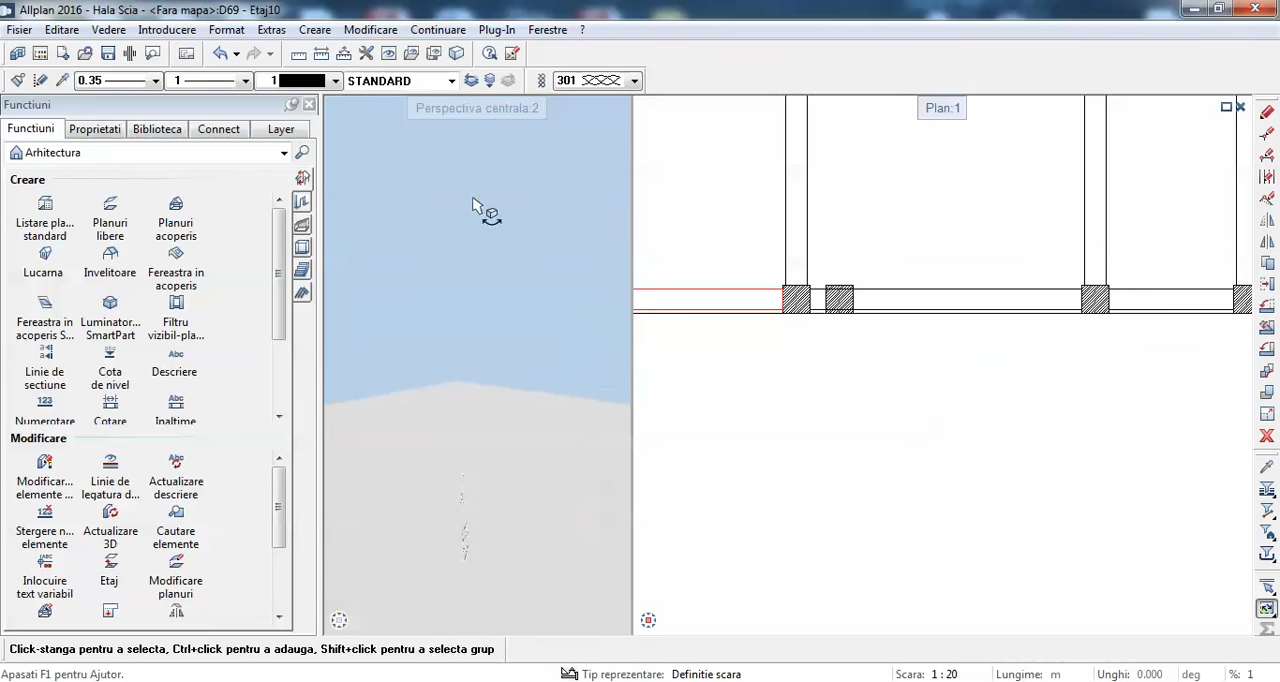 Allplan 2016 - Hala Scia - <Fara mapa>:D69 - Etaj10
Fisier Editare Vedere Introducere Format Extras Creare Modificare Continuare Plug-In Ferestre ?
0.35 1 1 STANDARD 301
Functiuni
Functiuni Proprietati Biblioteca Connect Layer
Arhitectura
Creare
Listare pla... Planuri Planuri
standard libere acoperis
Lucarna Invelitoare Fereastra in
acoperis
Fereastra in Luminator... Filtru
acoperis S... SmartPart vizibil-pla...
Abc
Linie de Cota Descriere
sectiune de nivel
123 Abc
Numerotare Cotare Inaltime
Modificare
Abc
Modificar... Linie de Actualizare
elemente ... legatura d... descriere
123
Stergere n... Actualizare Cautare
elemente 3D elemente
Inlocuire Etaj Modificare
text variabil planuri
Perspectiva centrala:2
Plan:1
Click-stanga pentru a selecta, Ctrl+click pentru a adauga, Shift+click pentru a selecta grup
Apasati F1 pentru Ajutor. Tip reprezentare: Definitie scara Scara: 1 : 20 Lungime: m Unghi: 0.000 deg %: 1